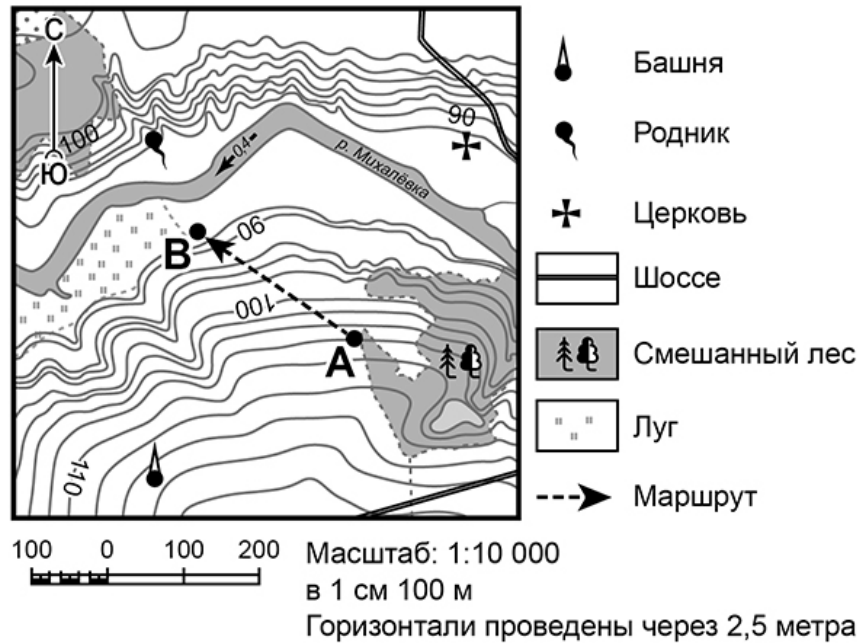 С
Ю
100
90
0,4
р. Михалёвка
90
В
100
А
110
Башня
Родник
Церковь
Шоссе
Смешанный лес
Луг
Маршрут
100 0 100 200
Масштаб: 1:10 000
в 1 см 100 м
Горизонтали проведены через 2,5 метра